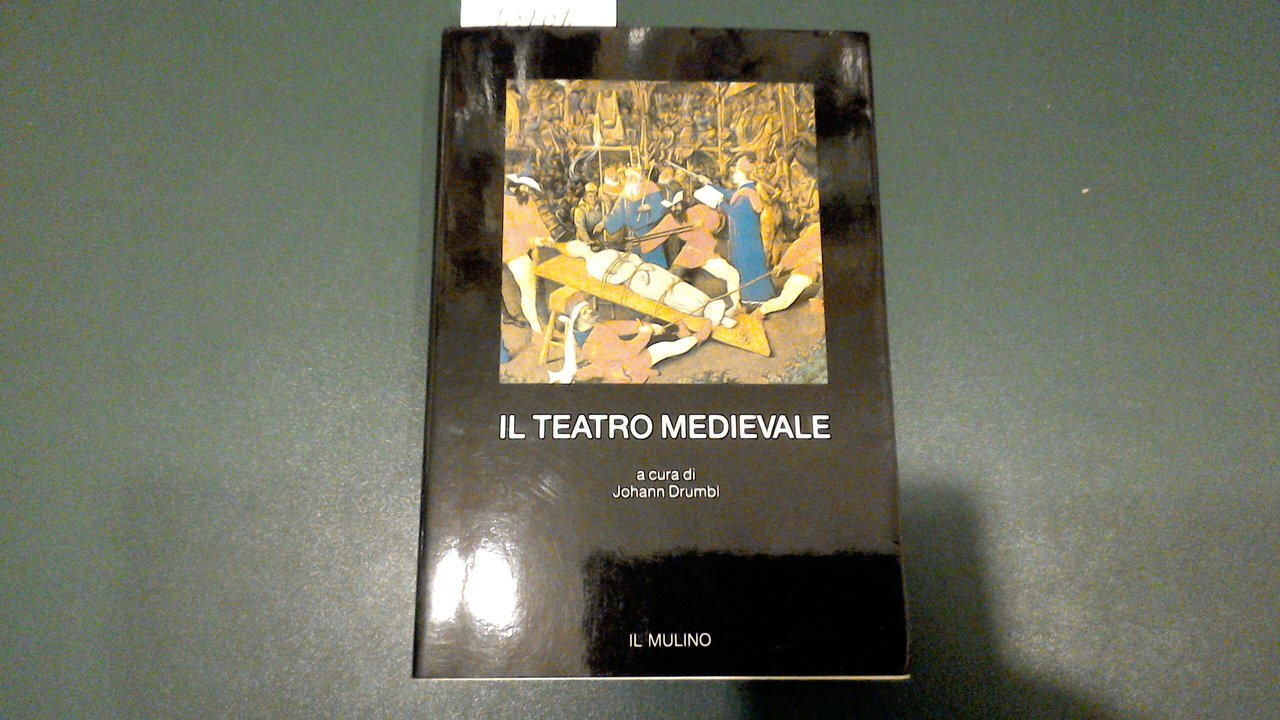 IL TEATRO MEDIEVALE
a cura di
Johann Drumbl
IL MULINO